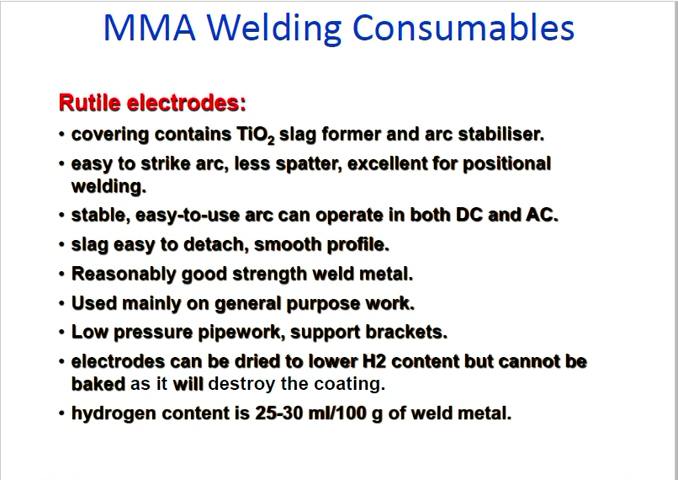 MMA Welding Consumables
Rutile electrodes:
• covering contains TiO₂ slag former and arc stabiliser.
• easy to strike arc, less spatter, excellent for positional
welding.
• stable, easy-to-use arc can operate in both DC and AC.
• slag easy to detach, smooth profile.
• Reasonably good strength weld metal.
• Used mainly on general purpose work.
• Low pressure pipework, support brackets.
• electrodes can be dried to lower H2 content but cannot be
baked as it will destroy the coating.
• hydrogen content is 25-30 ml/100 g of weld metal.